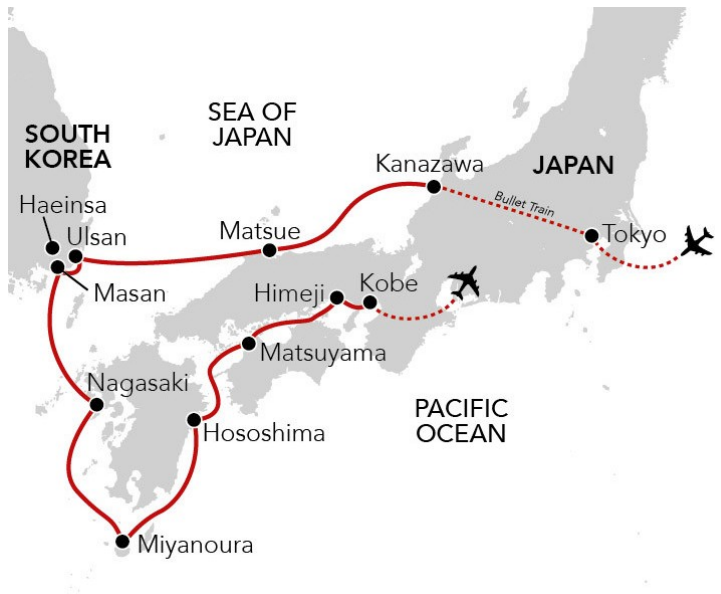 SEA OF
JAPAN
SOUTH
KOREA
Kanazawa
JAPAN
Bullet Train
Haeinsa
Ulsan
Matsue
Tokyo
Masan
Himeji
Kobe
Matsuyama
Nagasaki
PACIFIC
OCEAN
Hososhima
Miyanoura